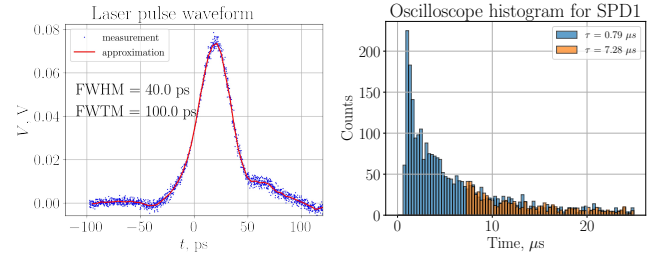 Laser pulse waveform
measurement
approximation
FWHM = 40.0 ps
FWTM = 100.0 ps
V, V
0.08
0.06
0.04
0.02
0.00
−100
−50
0
50
100
t, ps
Oscilloscope histogram for SPD1
τ = 0.79 μs
τ = 7.28 μs
Counts
200
150
100
50
0
0
10
20
Time, μs